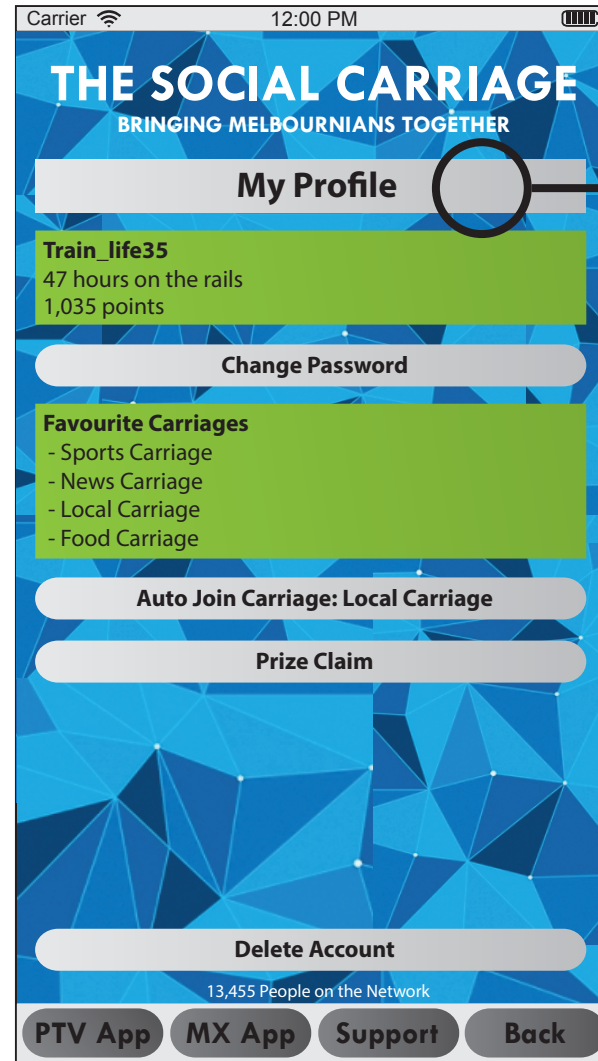 Carrier 12:00 PM
THE SOCIAL CARRIAGE
BRINGING MELBOURNIANS TOGETHER
My Profile
Train_life35
47 hours on the rails
1,035 points
Change Password
Favourite Carriages
- Sports Carriage
- News Carriage
- Local Carriage
- Food Carriage
Auto Join Carriage: Local Carriage
Prize Claim
Delete Account
13,455 People on the Network
PTV App MX App Support Back